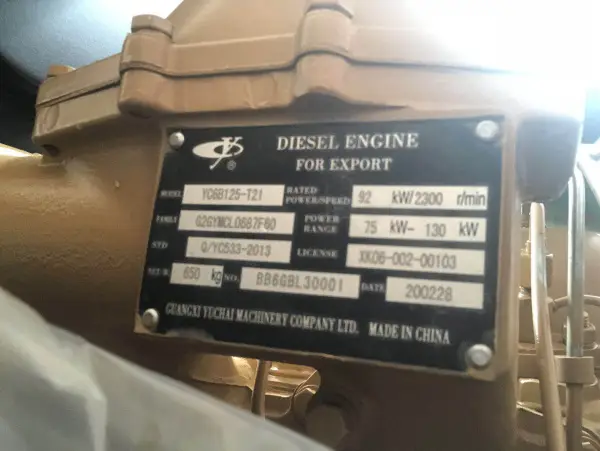 YC ®
DIESEL ENGINE
FOR EXPORT
MODEL YC6B125-T21 RATED POWER/SPEED 92 kW/2300 r/min
FAMILY G2GYMCL0687F80 POWER RANGE 75 kW- 130 kW
STD Q/YC533-2013 LICENSE XK06-002-00103
NET.W. 650 kg NO. BB6GBL30001 DATE 200228
GUANGXI YUCHAI MACHINERY COMPANY LTD. MADE IN CHINA